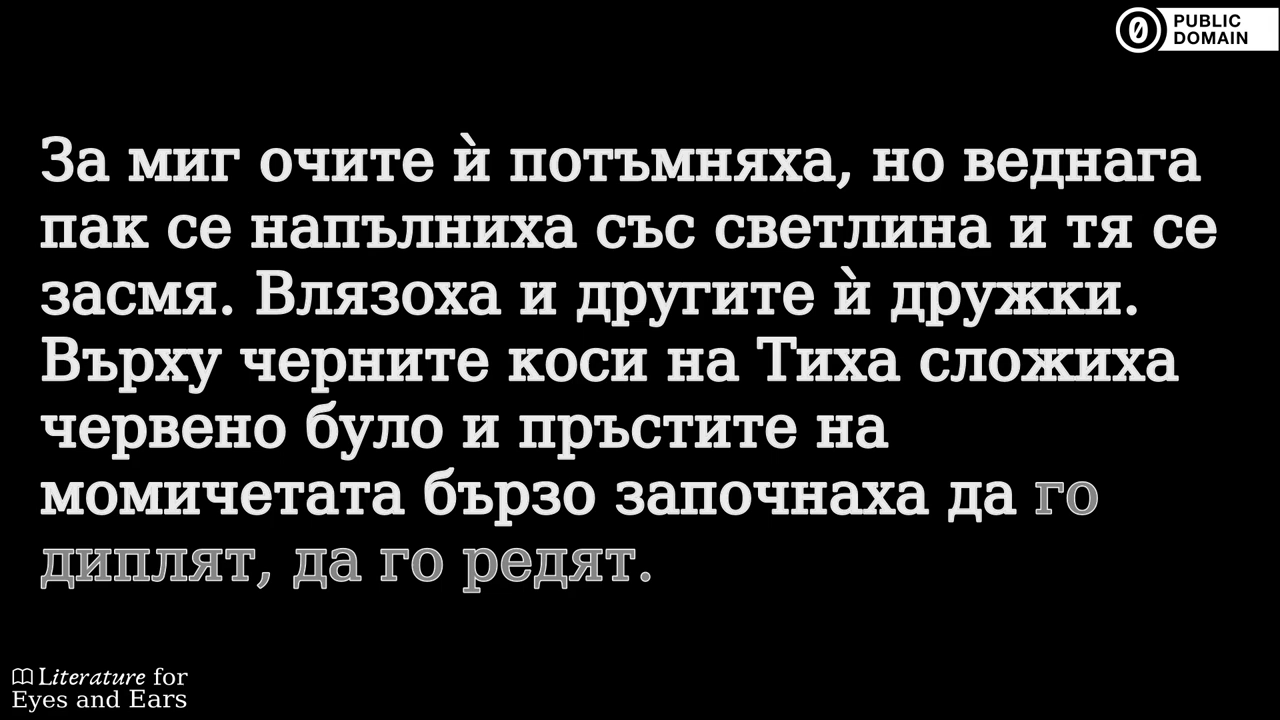 PUBLIC
DOMAIN
За миг очите ѝ потъмняха, но веднага
пак се напълниха със светлина и тя се
засмя. Влязоха и другите ѝ дружки.
Върху черните коси на Тиха сложиха
червено було и пръстите на
момичетата бързо започнаха да го
диплят, да го редят.
Literature for
Eyes and Ears